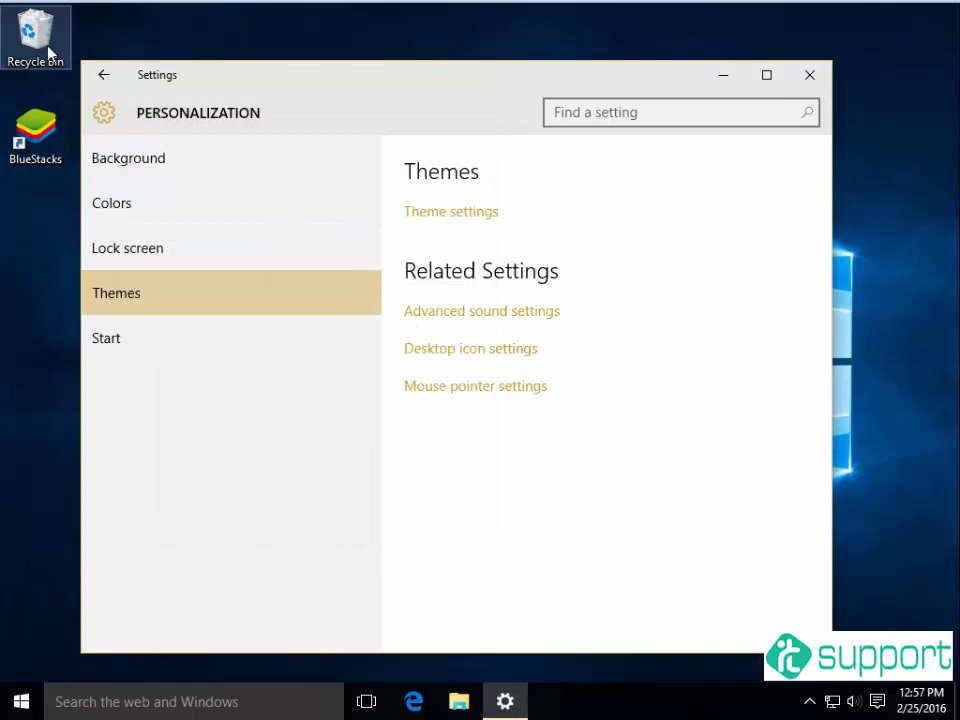 Recycle Bin
BlueStacks
Settings
PERSONALIZATION
Find a setting
Background
Colors
Lock screen
Themes
Start
Themes
Theme settings
Related Settings
Advanced sound settings
Desktop icon settings
Mouse pointer settings
it support
Search the web and Windows
12:57 PM
2/25/2016